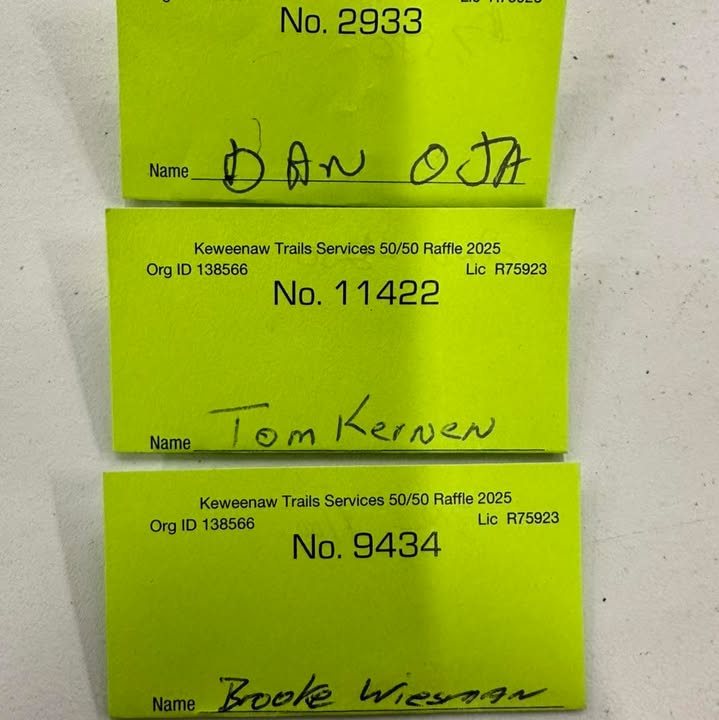 No. 2933
Name DAN OJA
Keweenaw Trails Services 50/50 Raffle 2025
Org ID 138566 Lic R75923
No. 11422
Name Tom Kernen
Keweenaw Trails Services 50/50 Raffle 2025
Org ID 138566 Lic R75923
No. 9434
Name Brooke Wiesman